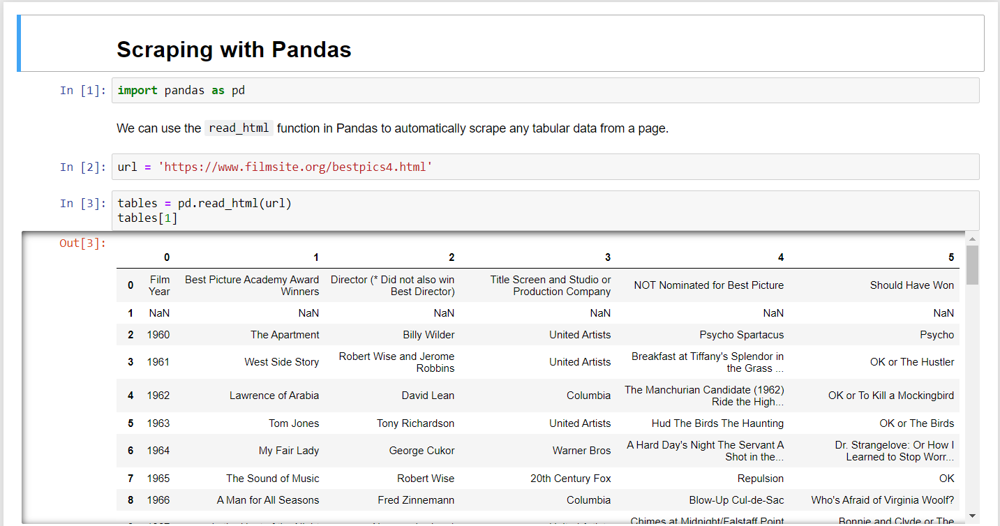 Scraping with Pandas
In [1]: import pandas as pd
We can use the read_html function in Pandas to automatically scrape any tabular data from a page.
In [2]: url = 'https://www.filmsite.org/bestpics4.html'
In [3]: tables = pd.read_html(url)
tables[1]
Out[3]:
0 1 2 3 4 5
0 Film Year Best Picture Academy Award Winners Director (* Did not also win Best Director) Title Screen and Studio or Production Company NOT Nominated for Best Picture Should Have Won
1 NaN NaN NaN NaN NaN NaN
2 1960 The Apartment Billy Wilder United Artists Psycho Spartacus Psycho
3 1961 West Side Story Robert Wise and Jerome Robbins United Artists Breakfast at Tiffany's Splendor in the Grass ... OK or The Hustler
4 1962 Lawrence of Arabia David Lean Columbia The Manchurian Candidate (1962) Ride the High... OK or To Kill a Mockingbird
5 1963 Tom Jones Tony Richardson United Artists Hud The Birds The Haunting OK or The Birds
6 1964 My Fair Lady George Cukor Warner Bros A Hard Day's Night The Servant A Shot in the... Dr. Strangelove: Or How I Learned to Stop Worr...
7 1965 The Sound of Music Robert Wise 20th Century Fox Repulsion OK
8 1966 A Man for All Seasons Fred Zinnemann Columbia Blow-Up Cul-de-Sac Who's Afraid of Virginia Woolf?
Chimes at Midnight/Falstaff Point Bonnie and Clyde or The